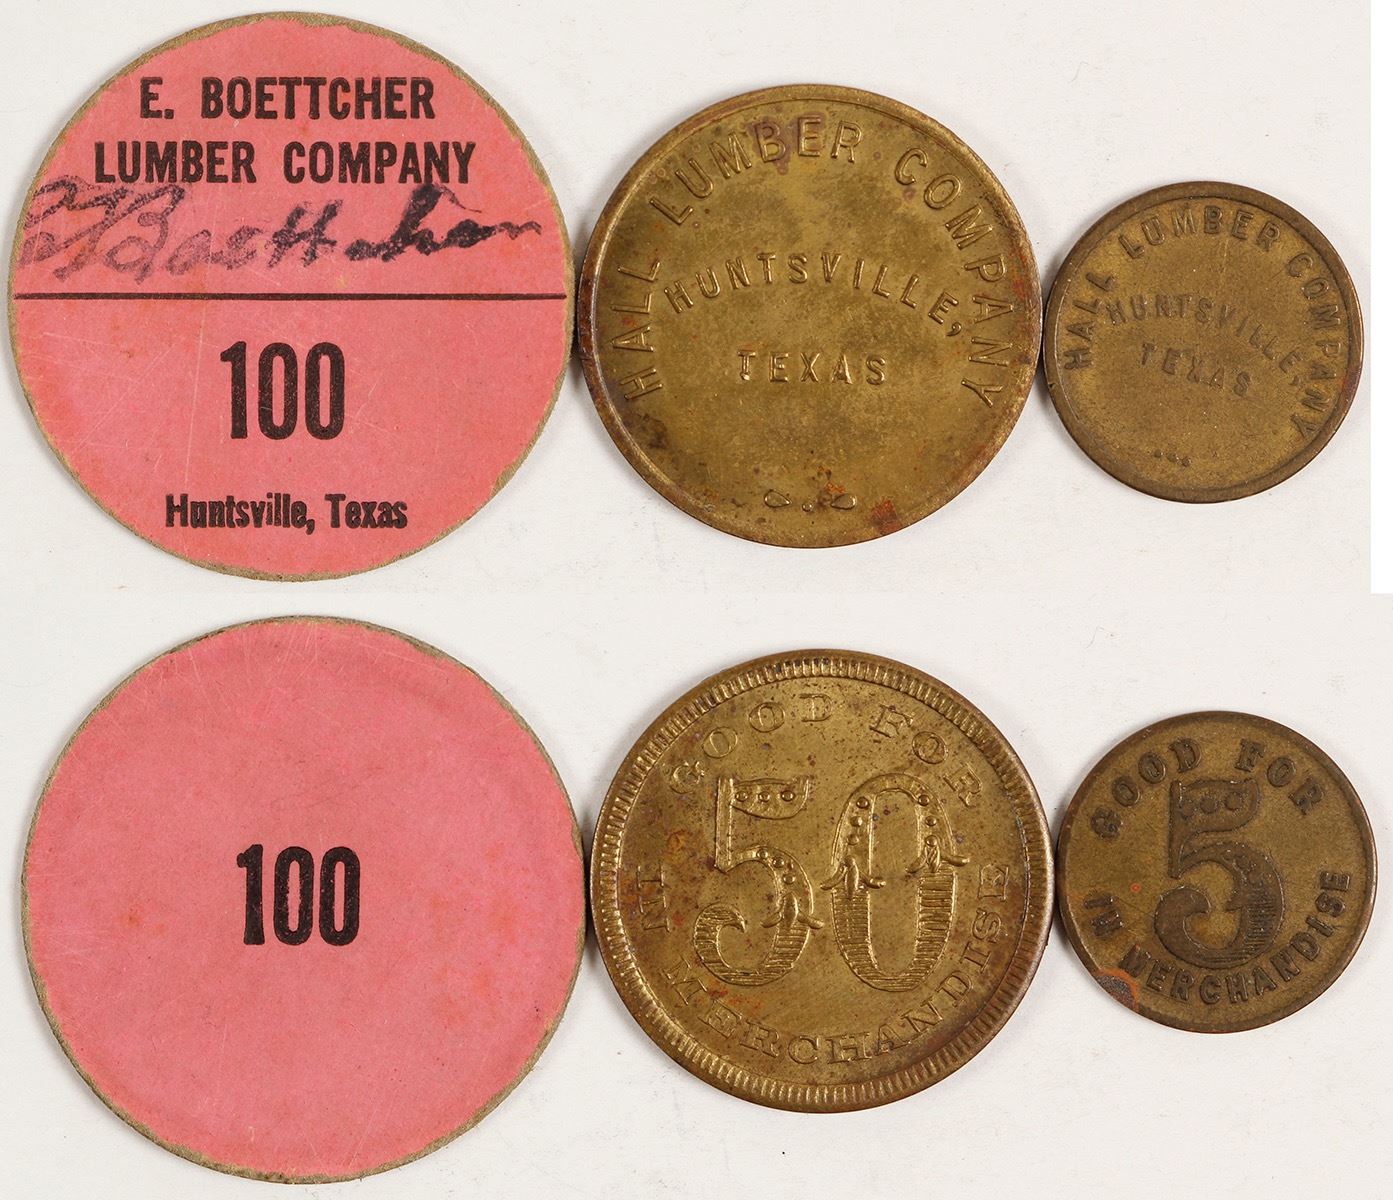 E. BOETTCHER
LUMBER COMPANY
E Boettcher
100
Huntsville, Texas
HALL LUMBER COMPANY
HUNTSVILLE,
TEXAS
HALL LUMBER COMPANY
HUNTSVILLE,
TEXAS
100
GOOD FOR
50
IN MERCHANDISE
GOOD FOR
5
IN MERCHANDISE